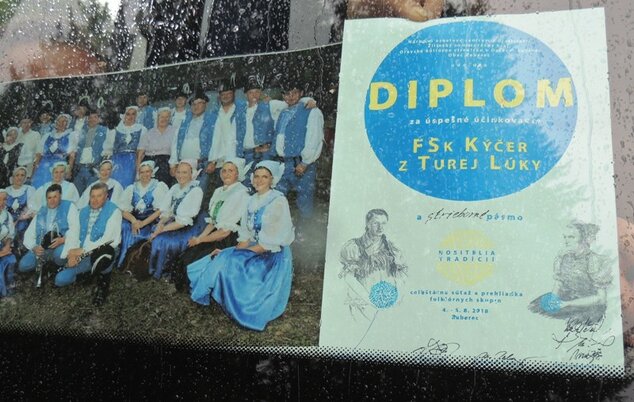 DIPLOM
za úspešné účinkovanie
FSk Kýčer
z Turej Lúky
a strieborné pásmo
NOSITELIA
TRADÍCIÍ
celoštátna súťaž a prehliadka
folklórnych skupín
4. - 5. 8. 2018
Zuberec